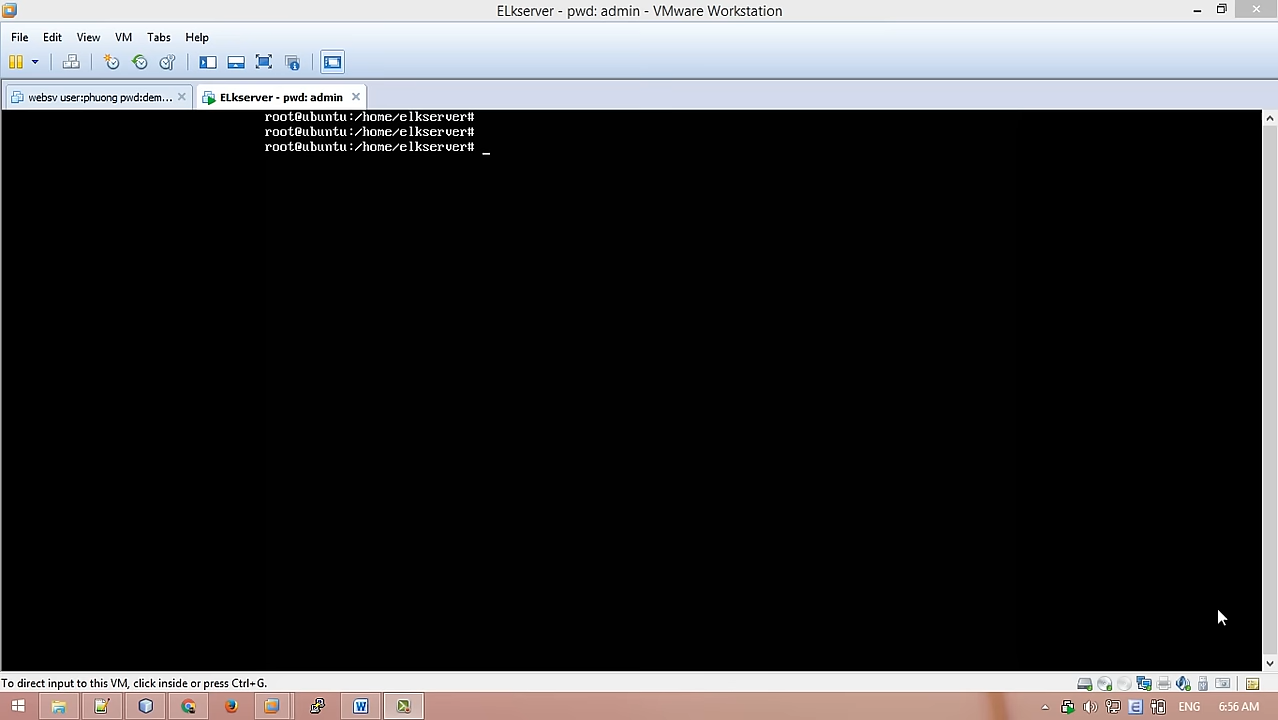 ELkserver - pwd: admin - VMware Workstation
File Edit View VM Tabs Help
websv user:phuong pwd:dem... ELkserver - pwd: admin
root@ubuntu:/home/elkserver#
root@ubuntu:/home/elkserver#
root@ubuntu:/home/elkserver# _
To direct input to this VM, click inside or press Ctrl+G.
ENG 6:56 AM